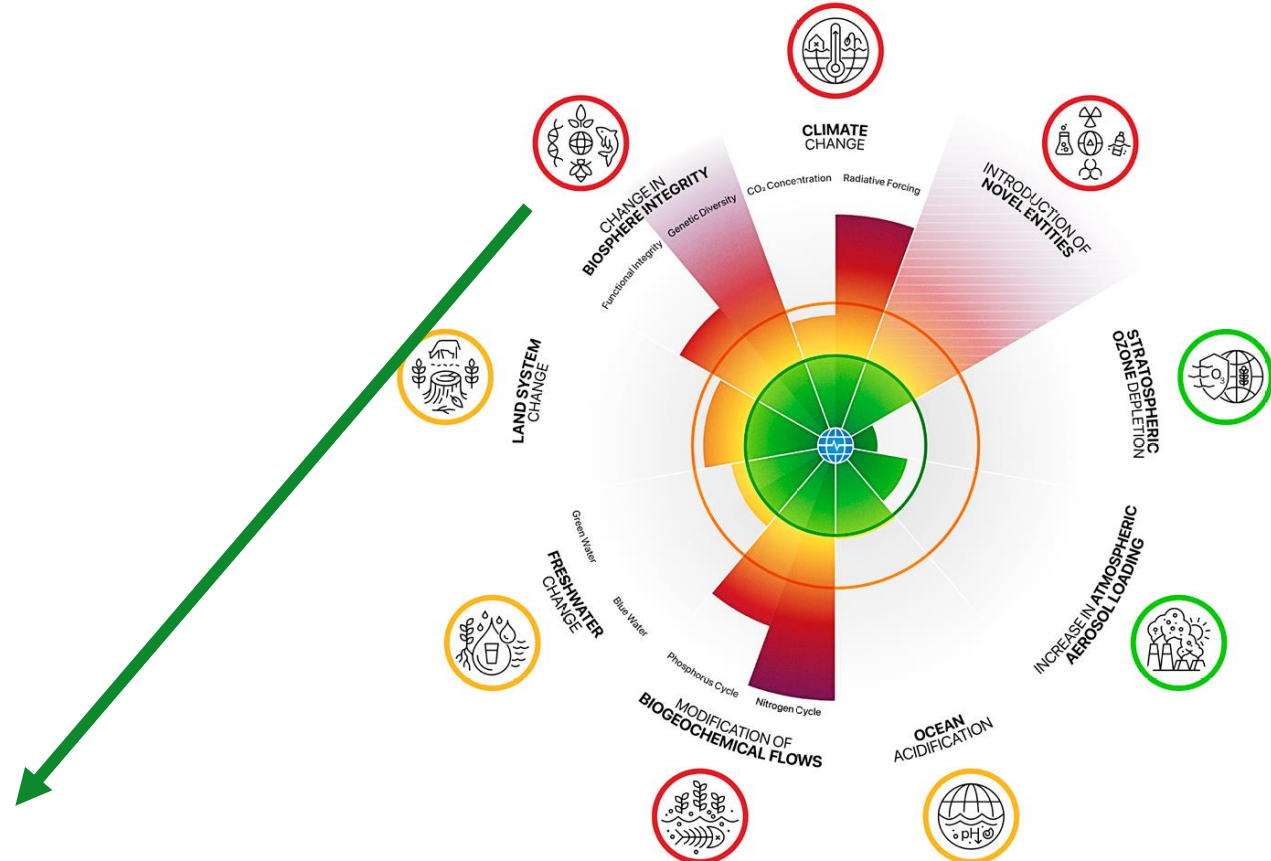 CLIMATE
CHANGE
CO₂ Concentration
Radiative Forcing
INTRODUCTION OF
NOVEL ENTITIES
STRATOSPHERIC
OZONE DEPLETION
O3
INCREASE IN ATMOSPHERIC
AEROSOL LOADING
OCEAN
ACIDIFICATION
pH
MODIFICATION OF
BIOGEOCHEMICAL FLOWS
Phosphorus Cycle
Nitrogen Cycle
FRESHWATER
CHANGE
Green Water
Blue Water
LAND SYSTEM
CHANGE
CHANGE IN
BIOSPHERE INTEGRITY
Functional Integrity
Genetic Diversity